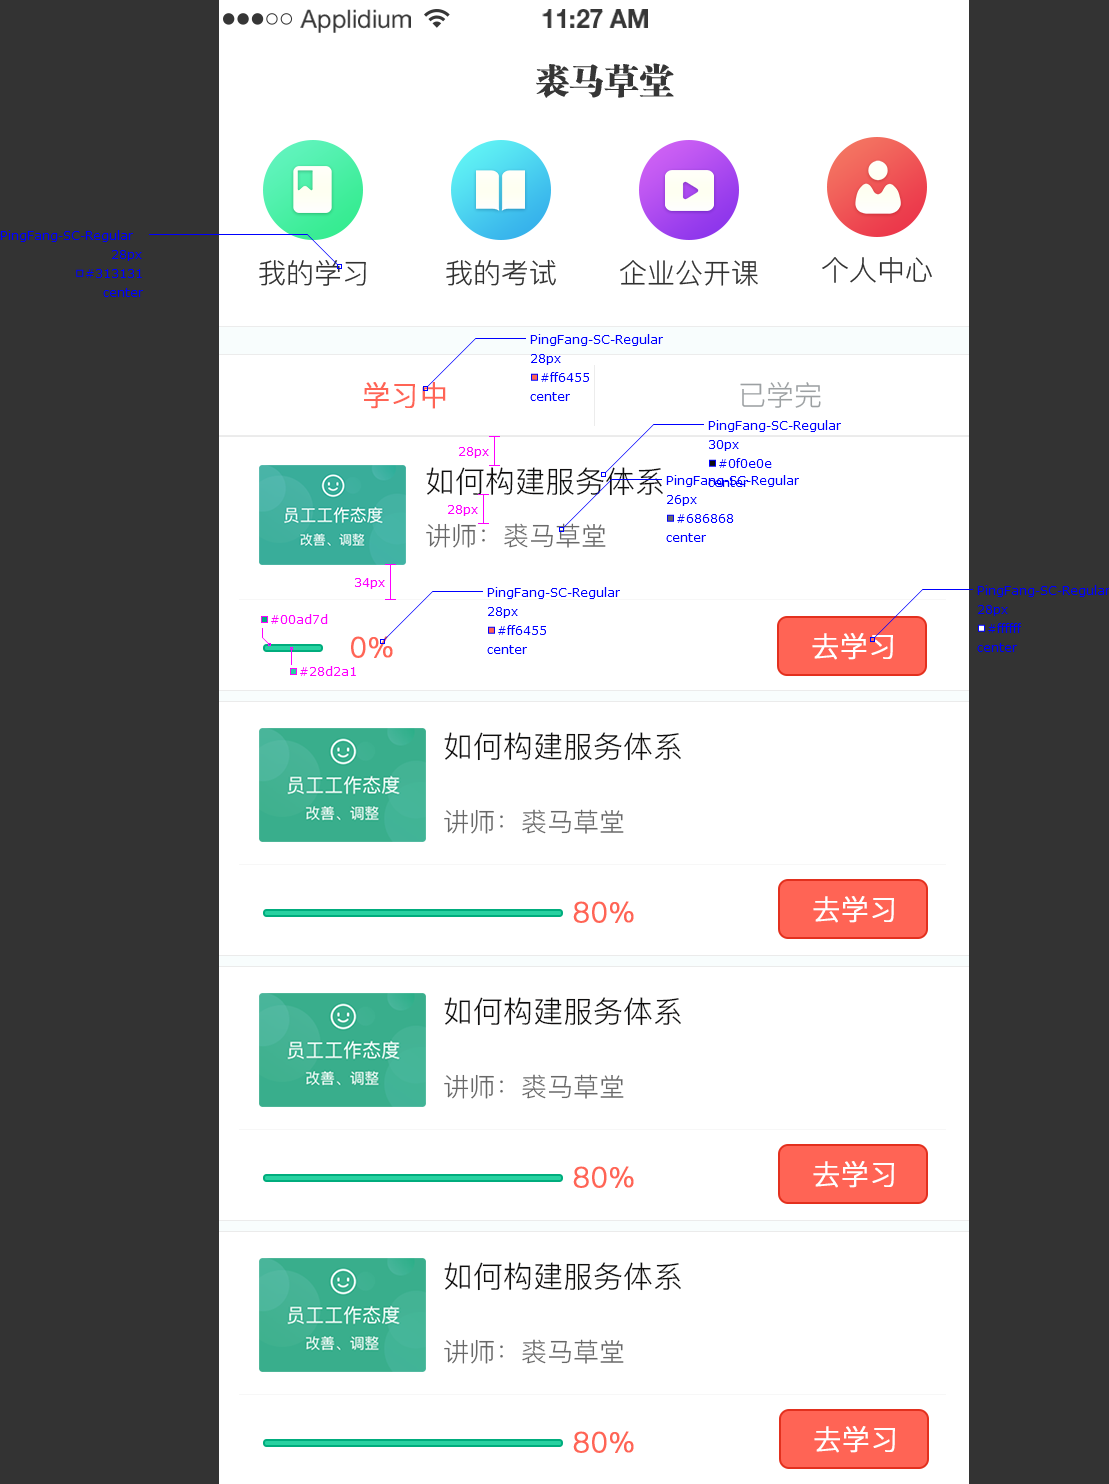 Applidium 11:27 AM
裘马草堂
我的学习 我的考试 企业公开课 个人中心
PingFang-SC-Regular
28px
#313131
center
学习中 已学完
PingFang-SC-Regular
28px
#ff6455
center
PingFang-SC-Regular
30px
#0f0e0e
center
28px
员工工作态度
改善、调整
如何构建服务体系
PingFang-SC-Regular
26px
#686868
center
28px
讲师：裘马草堂
34px
#00ad7d
0%
#28d2a1
PingFang-SC-Regular
28px
#ff6455
center
去学习
PingFang-SC-Regular
28px
#ffffff
center
员工工作态度
改善、调整
如何构建服务体系
讲师：裘马草堂
80% 去学习
员工工作态度
改善、调整
如何构建服务体系
讲师：裘马草堂
80% 去学习
员工工作态度
改善、调整
如何构建服务体系
讲师：裘马草堂
80% 去学习